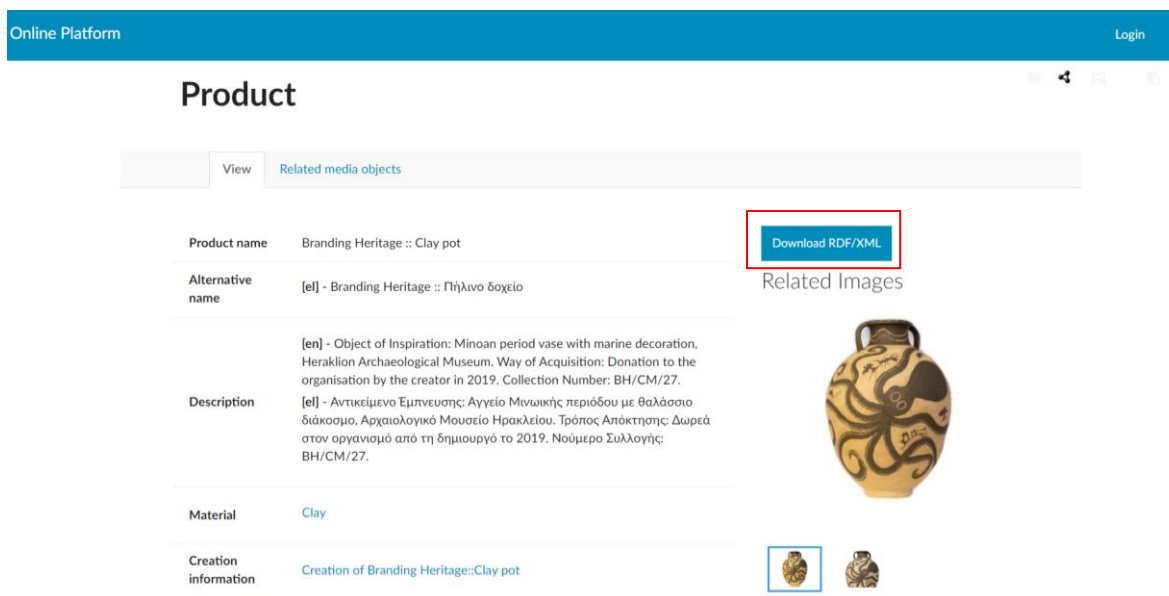 Online Platform
Login
Product
View
Related media objects
Product name
Branding Heritage :: Clay pot
Download RDF/XML
Alternative
name
[el] - Branding Heritage :: Πήλινο δοχείο
Related Images
Description
[en] - Object of Inspiration: Minoan period vase with marine decoration,
Heraklion Archaeological Museum. Way of Acquisition: Donation to the
organisation by the creator in 2019. Collection Number: BH/CM/27.
[el] - Αντικείμενο Έμπνευσης: Αγγείο Μινωικής περιόδου με θαλάσσιο
διάκοσμο, Αρχαιολογικό Μουσείο Ηρακλείου. Τρόπος Απόκτησης: Δωρεά
στον οργανισμό από τη δημιουργό το 2019. Νούμερο Συλλογής:
BH/CM/27.
Material
Clay
Creation
information
Creation of Branding Heritage::Clay pot